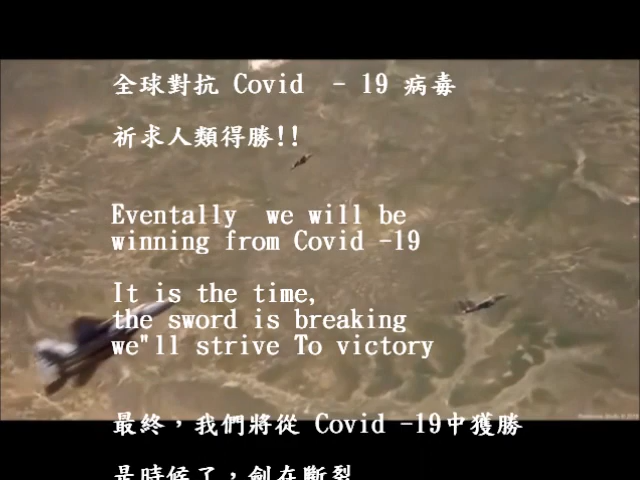 全球對抗 Covid  - 19 病毒
祈求人類得勝!!
Eventally  we will be
winning from Covid -19
It is the time,
the sword is breaking
we"ll strive To victory
最終，我們將從 Covid -19中獲勝
是時候了，劍在斷裂